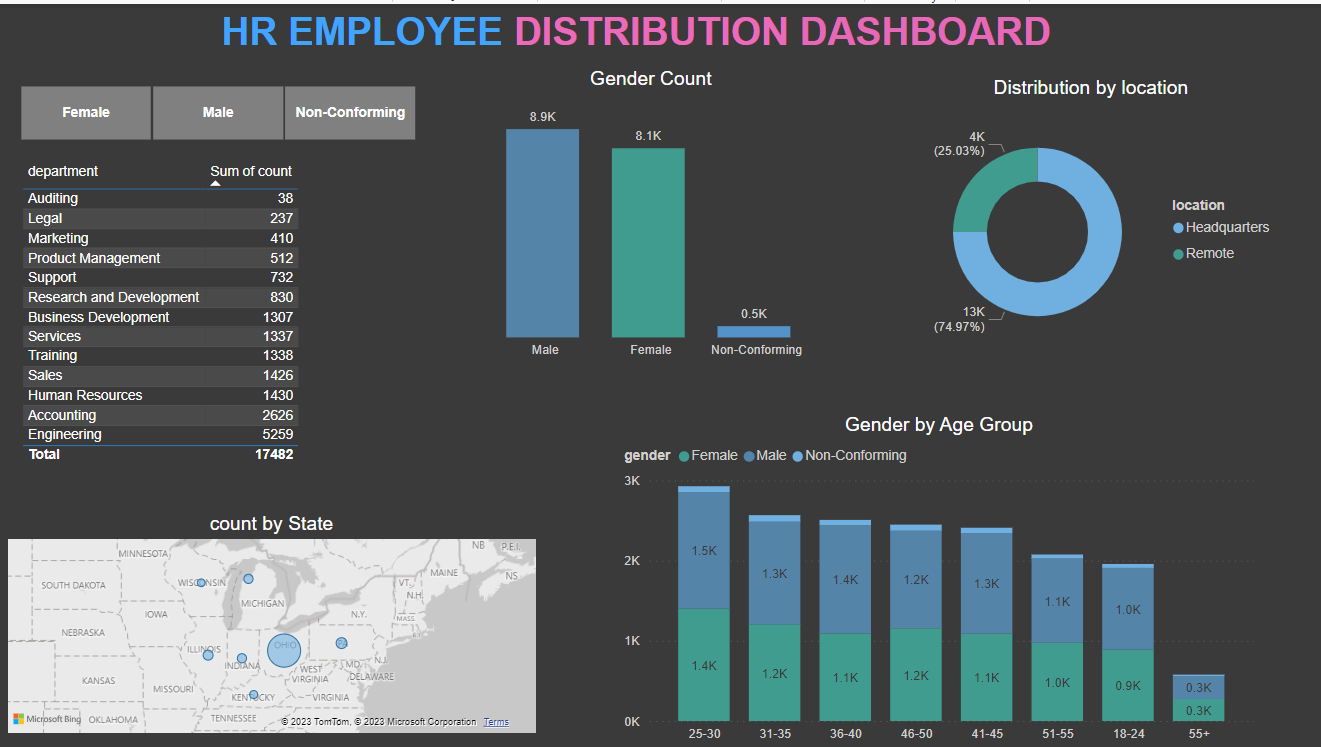 HR EMPLOYEE DISTRIBUTION DASHBOARD
Female Male Non-Conforming
department Sum of count
Auditing 38
Legal 237
Marketing 410
Product Management 512
Support 732
Research and Development 830
Business Development 1307
Services 1337
Training 1338
Sales 1426
Human Resources 1430
Accounting 2626
Engineering 5259
Total 17482
Gender Count
8.9K
8.1K
0.5K
Male Female Non-Conforming
Distribution by location
4K
(25.03%)
13K
(74.97%)
location
Headquarters
Remote
count by State
NB P.E.I.
MINNESOTA
MAINE NS
SOUTH DAKOTA WISCONSIN VT.
N.H.
MICHIGAN
IOWA N.Y. MASS.
NEBRASKA
ILLINOIS OHIO
INDIANA MD. N.J.
KANSAS WEST
VIRGINIA DELAWARE
MISSOURI
KENTUCKY VIRGINIA
Microsoft Bing OKLAHOMA TENNESSEE © 2023 TomTom, © 2023 Microsoft Corporation Terms
Gender by Age Group
gender Female Male Non-Conforming
3K
2K
1K
0K
1.5K 1.3K 1.4K 1.2K 1.3K 1.1K 1.0K 0.3K
1.4K 1.2K 1.1K 1.2K 1.1K 1.0K 0.9K 0.3K
25-30 31-35 36-40 46-50 41-45 51-55 18-24 55+